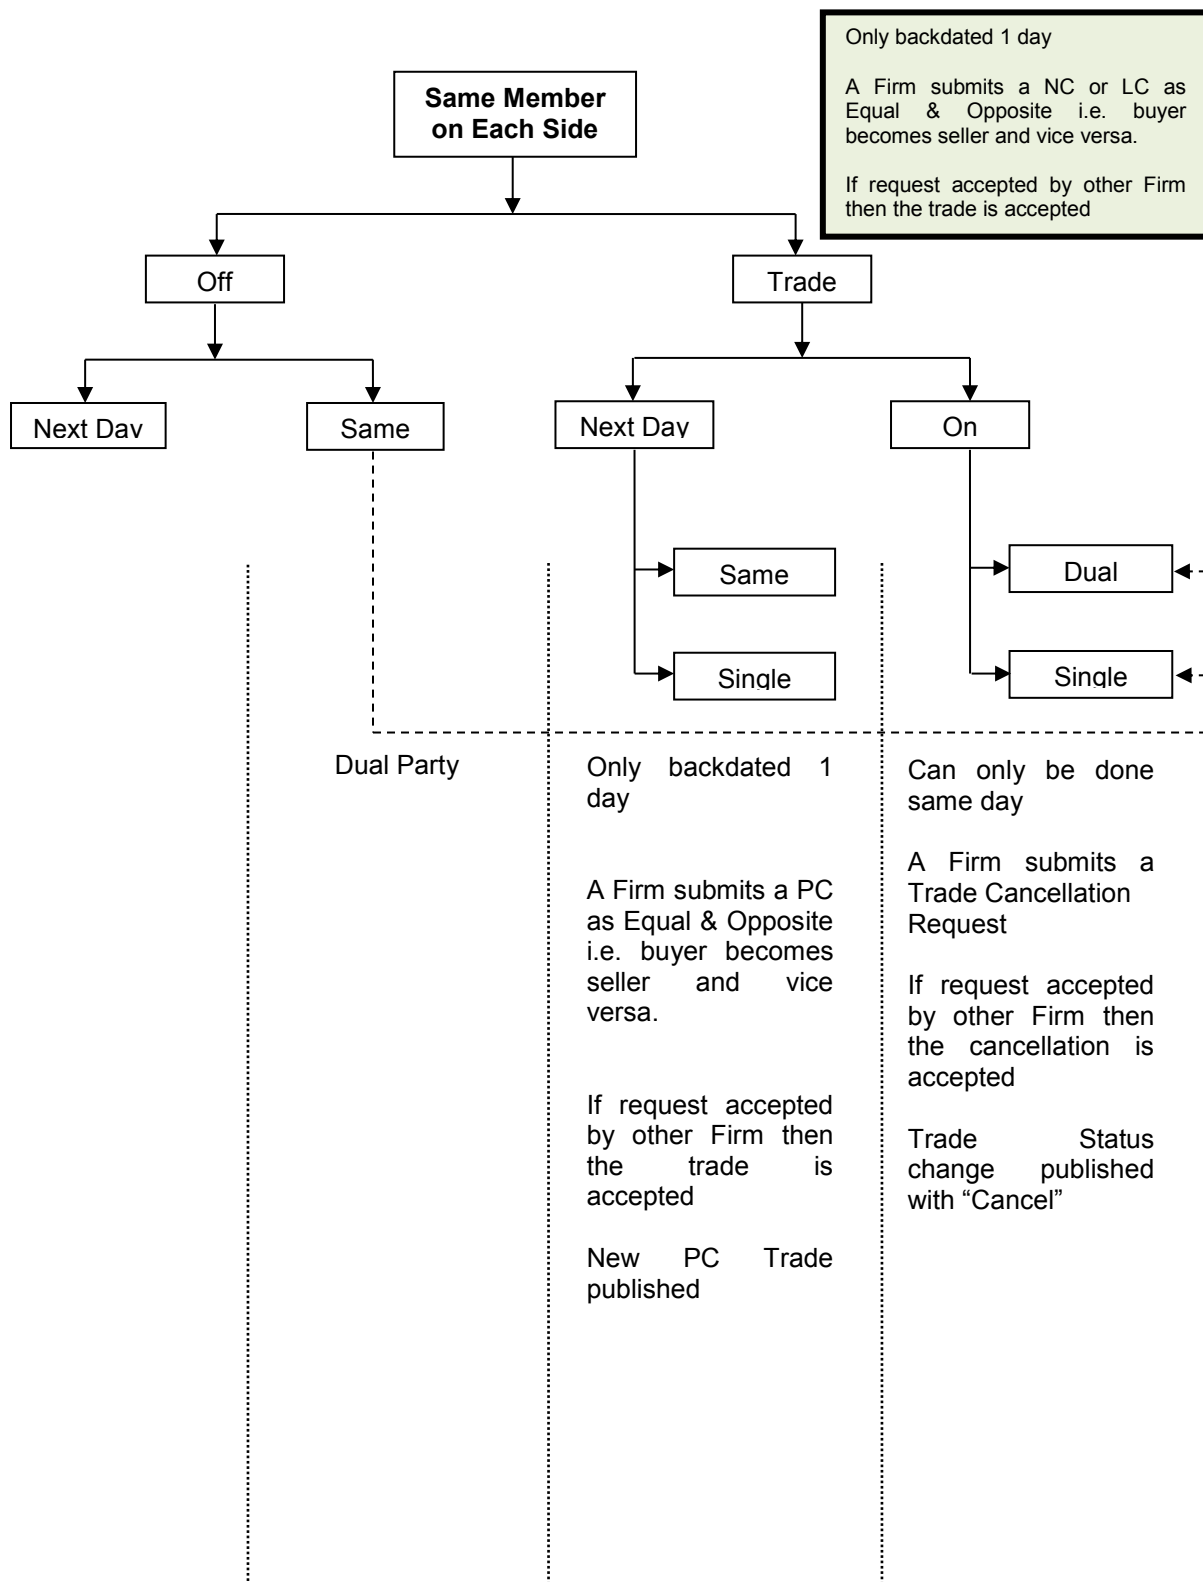 Only backdated 1 day
A Firm submits a NC or LC as
Equal & Opposite i.e. buyer
becomes seller and vice versa.
If request accepted by other Firm
then the trade is accepted
Same Member
on Each Side
Off
Trade
Next Day
Same
Next Day
On
Same
Dual
Single
Single
Dual Party
Only backdated 1
day
A Firm submits a PC
as Equal & Opposite
i.e. buyer becomes
seller and vice
versa.
If request accepted
by other Firm then
the trade is
accepted
New PC Trade
published
Can only be done
same day
A Firm submits a
Trade Cancellation
Request
If request accepted
by other Firm then
the cancellation is
accepted
Trade Status
change published
with “Cancel”